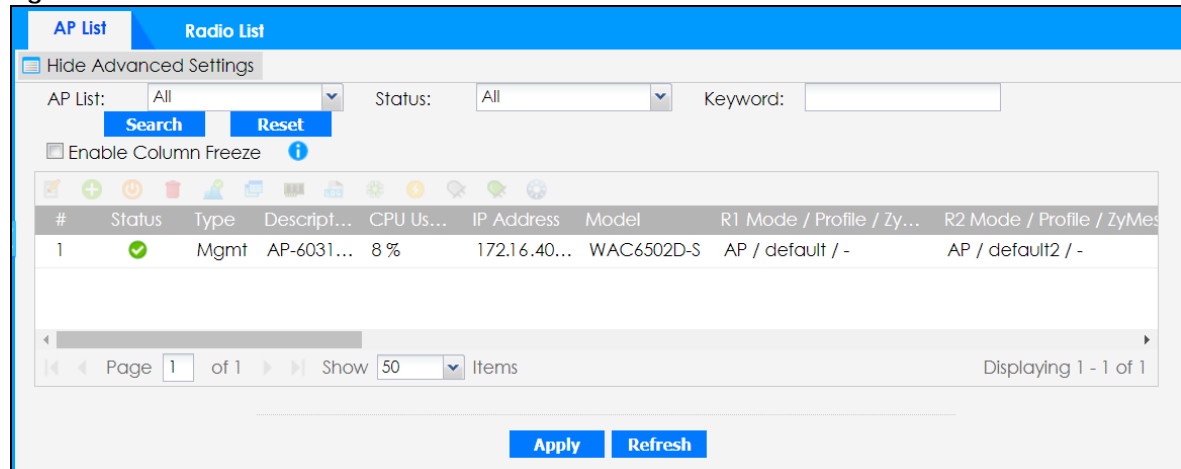 AP List Radio List
Hide Advanced Settings
AP List: All Status: All Keyword:
Search Reset
Enable Column Freeze
# Status Type Descript... CPU Us... IP Address Model R1 Mode / Profile / Zy... R2 Mode / Profile / ZyMes
1 Mgmt AP-6031... 8 % 172.16.40... WAC6502D-S AP / default / - AP / default2 / -
Page 1 of 1 Show 50 Items Displaying 1 - 1 of 1
Apply Refresh